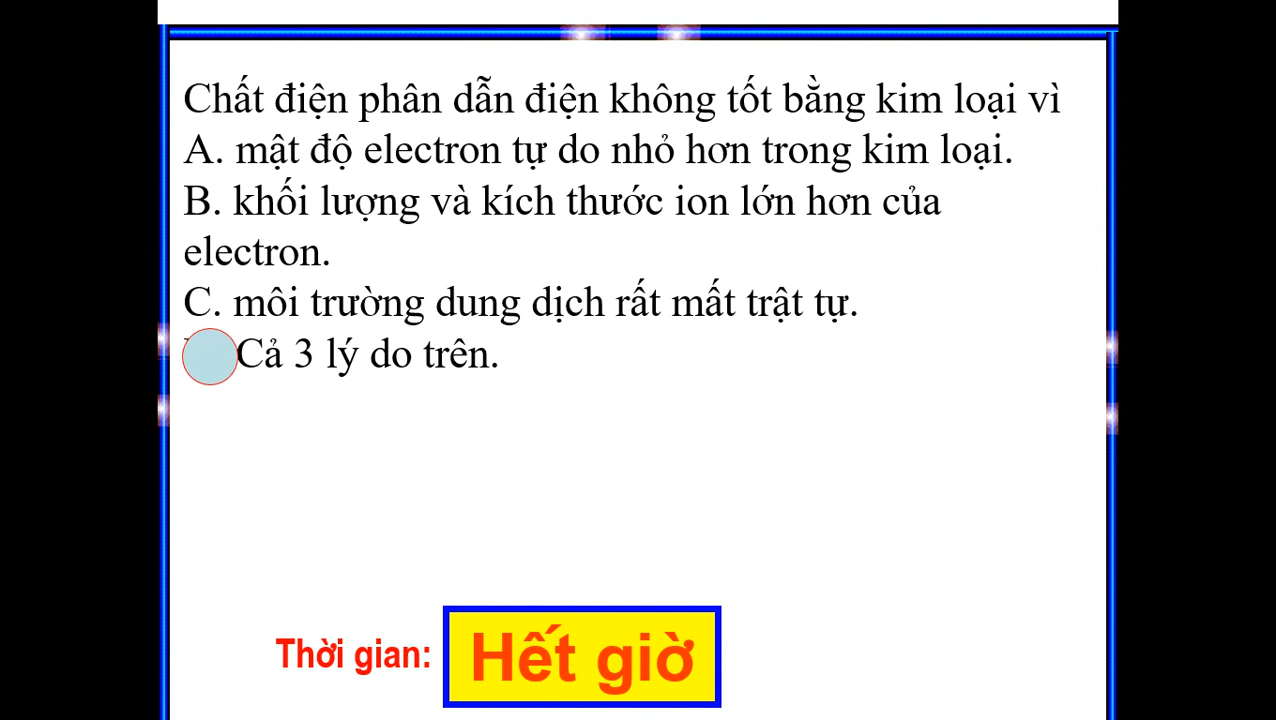 Chất điện phân dẫn điện không tốt bằng kim loại vì
A. mật độ electron tự do nhỏ hơn trong kim loại.
B. khối lượng và kích thước ion lớn hơn của
electron.
C. môi trường dung dịch rất mất trật tự.
Cả 3 lý do trên.
Thời gian: Hết giờ